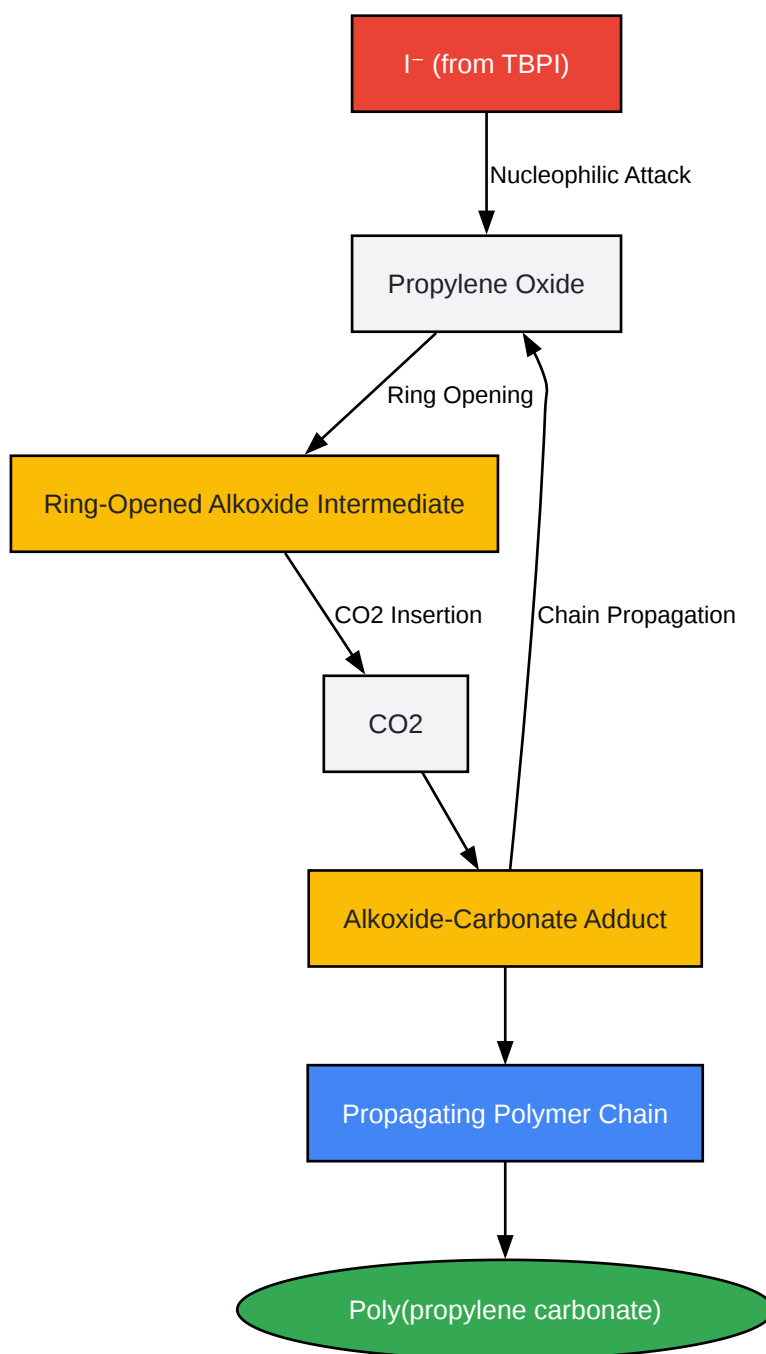 I⁻ (from TBPI)
Nucleophilic Attack
Propylene Oxide
Ring Opening
Ring-Opened Alkoxide Intermediate
CO2 Insertion
Chain Propagation
CO2
Alkoxide-Carbonate Adduct
Propagating Polymer Chain
Poly(propylene carbonate)